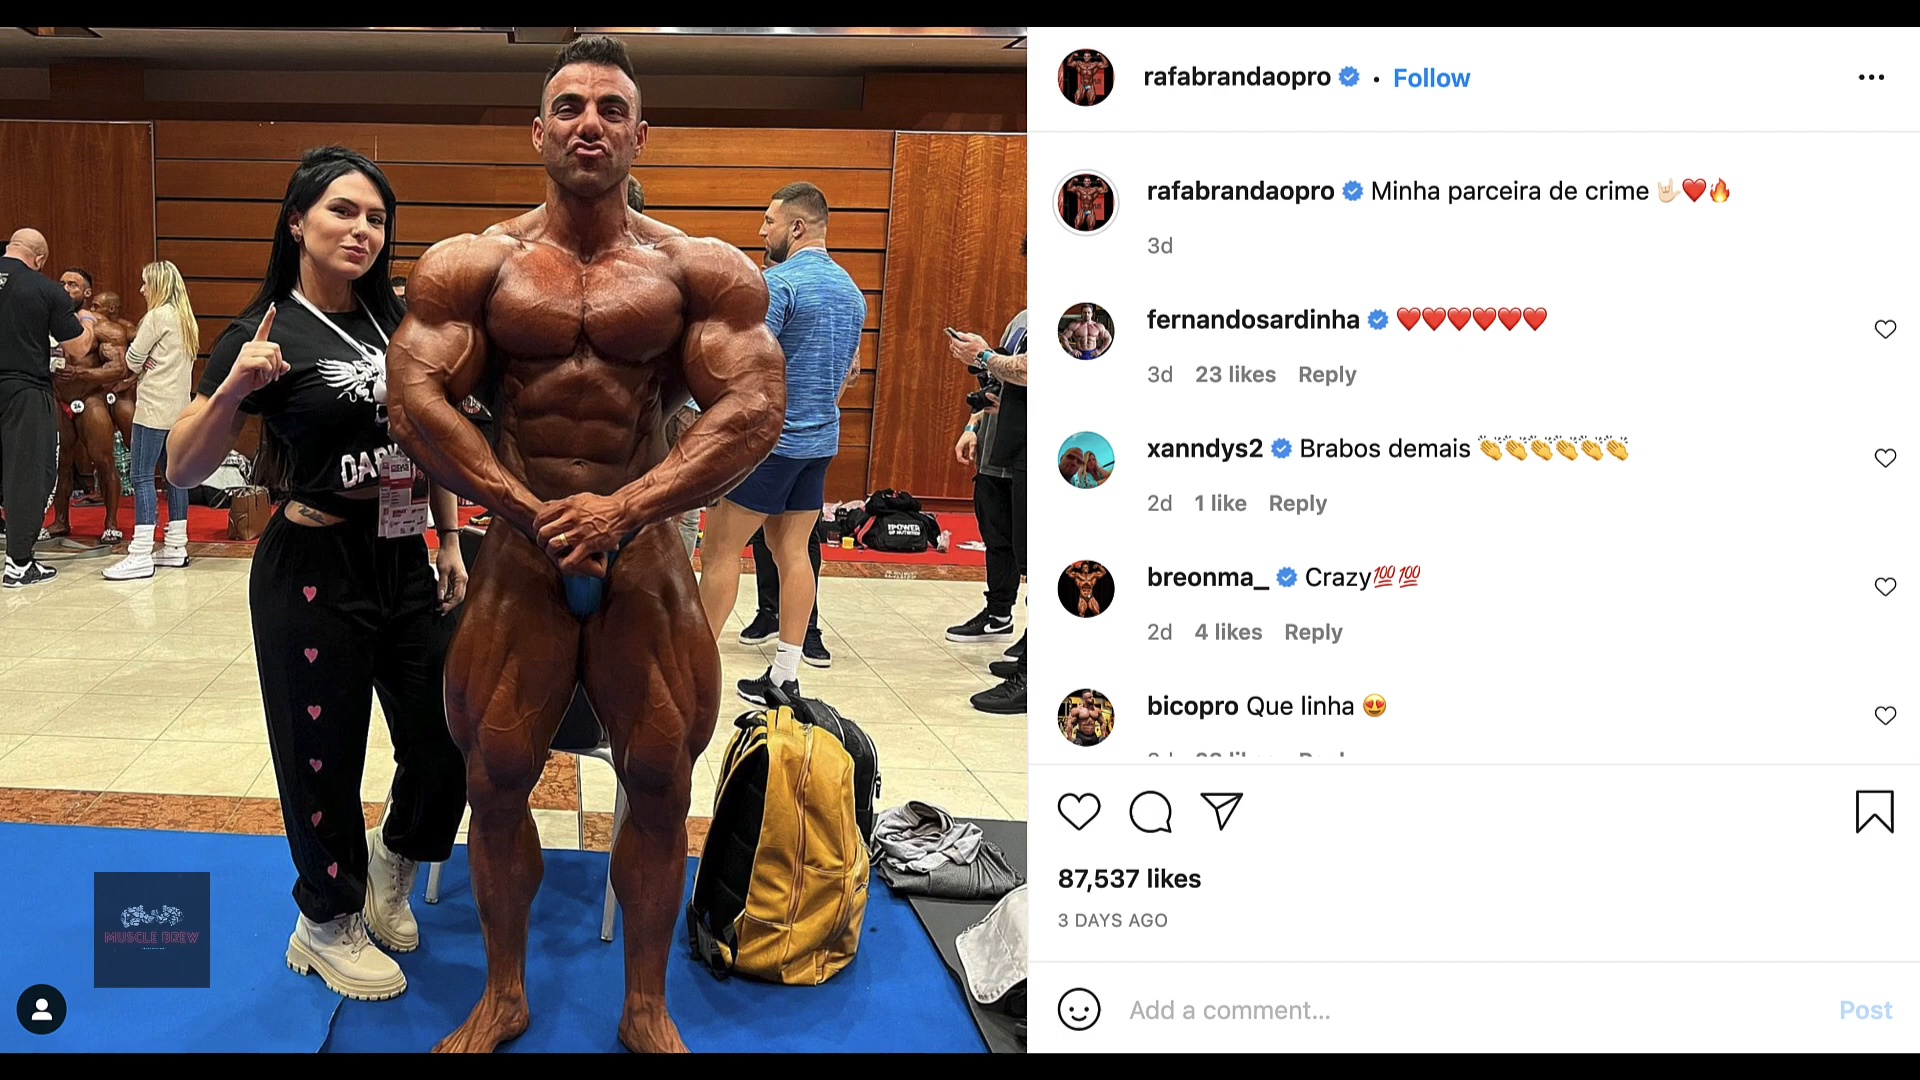 rafabrandaopro • Follow
rafabrandaopro Minha parceira de crime 🤟🏻❤️🔥
3d
fernandosardinha ❤️❤️❤️❤️❤️❤️
3d 23 likes Reply
xanndys2 Brabos demais 👏👏👏👏👏👏
2d 1 like Reply
breonma_ Crazy💯💯
2d 4 likes Reply
bicopro Que linha 😍
87,537 likes
3 DAYS AGO
Add a comment...
Post
MUSCLE BREW